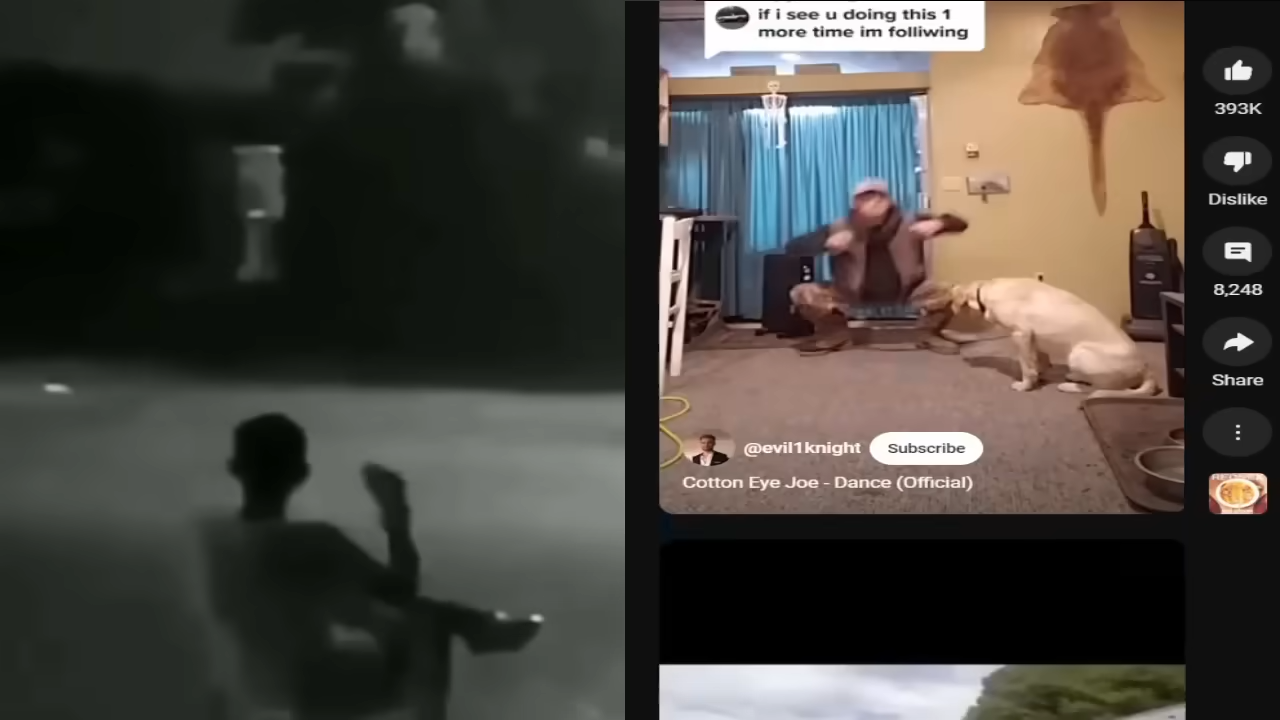 if i see u doing this 1
more time im folliwing
393K
Dislike
8,248
Share
@evil1knight
Subscribe
Cotton Eye Joe - Dance (Official)